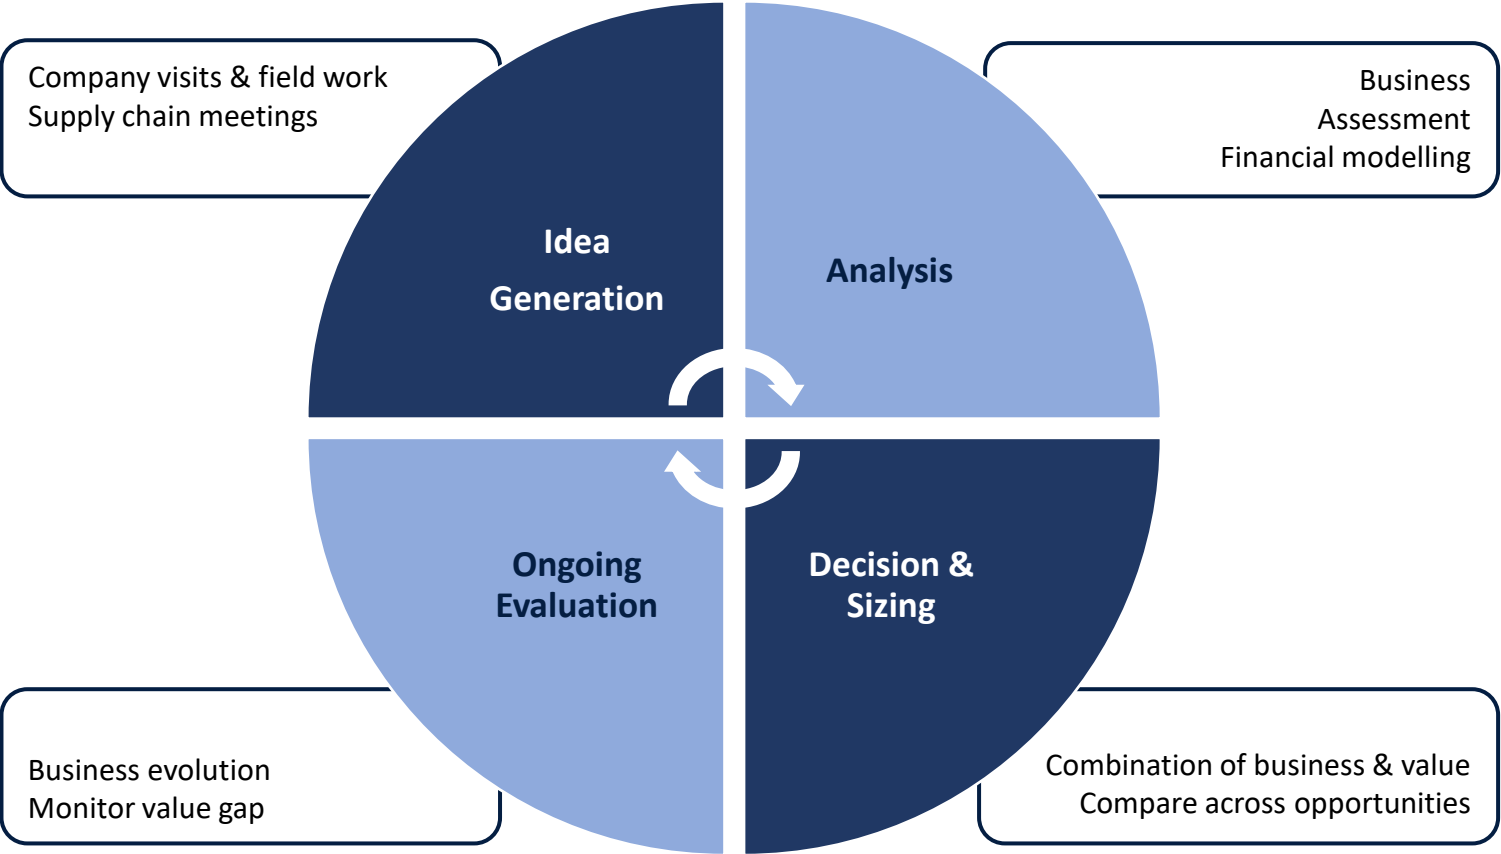 Company visits & field work
Supply chain meetings
Business
Assessment
Financial modelling
Idea
Generation
Analysis
Ongoing
Evaluation
Decision &
Sizing
Business evolution
Monitor value gap
Combination of business & value
Compare across opportunities